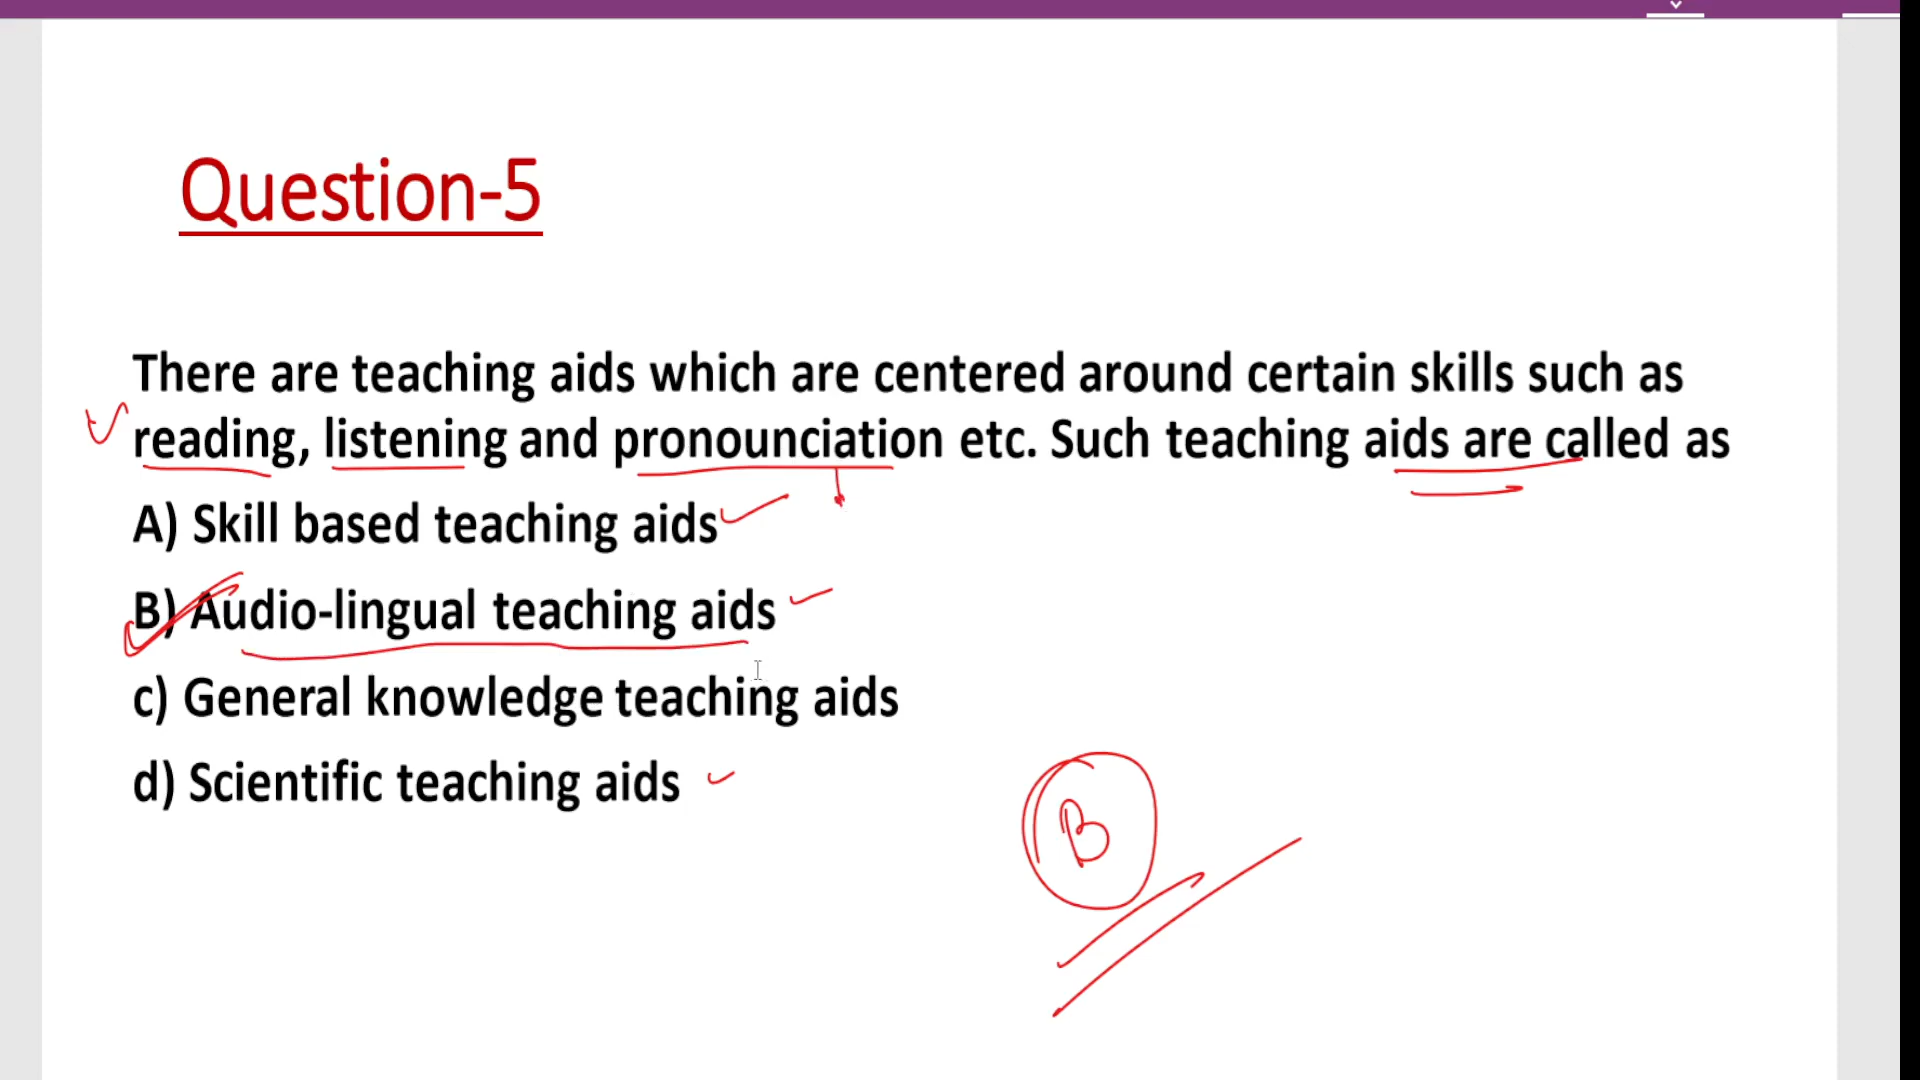 Question-5
There are teaching aids which are centered around certain skills such as
reading, listening and pronounciation etc. Such teaching aids are called as
A) Skill based teaching aids
B) Audio-lingual teaching aids
c) General knowledge teaching aids
d) Scientific teaching aids
B